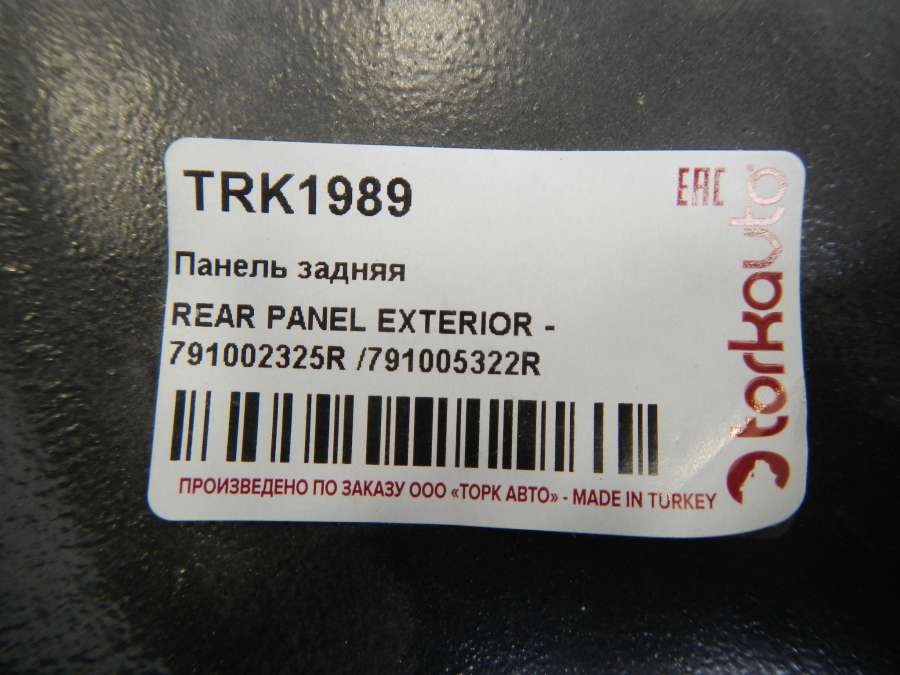 TRK1989
EAC
torkauto
Панель задняя
REAR PANEL EXTERIOR -
791002325R /791005322R
ПРОИЗВЕДЕНО ПО ЗАКАЗУ ООО «ТОРК АВТО» - MADE IN TURKEY